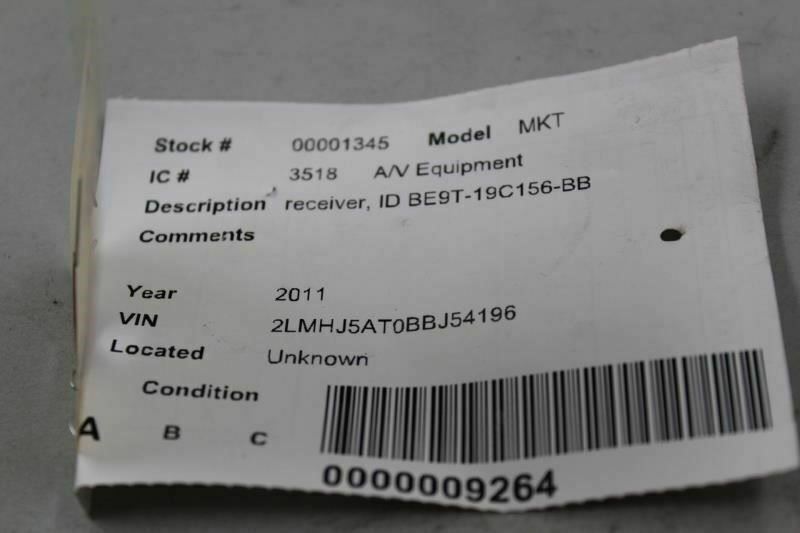 Stock # 00001345 Model MKT
IC # 3518 A/V Equipment
Description receiver, ID BE9T-19C156-BB
Comments
Year 2011
VIN 2LMHJ5AT0BBJ54196
Located Unknown
Condition
A B C
0000009264